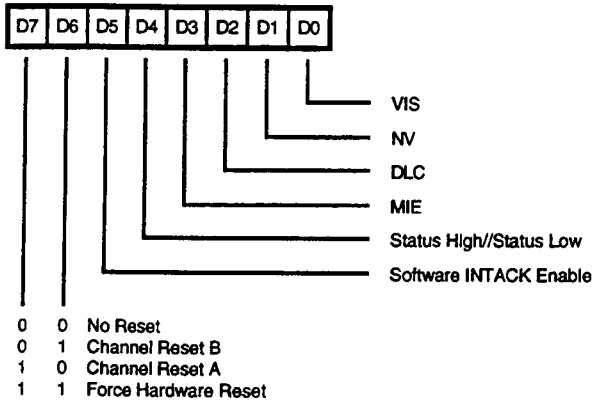 D7 D6 D5 D4 D3 D2 D1 D0
VIS
NV
DLC
MIE
Status High//Status Low
Software INTACK Enable
0 0 No Reset
0 1 Channel Reset B
1 0 Channel Reset A
1 1 Force Hardware Reset